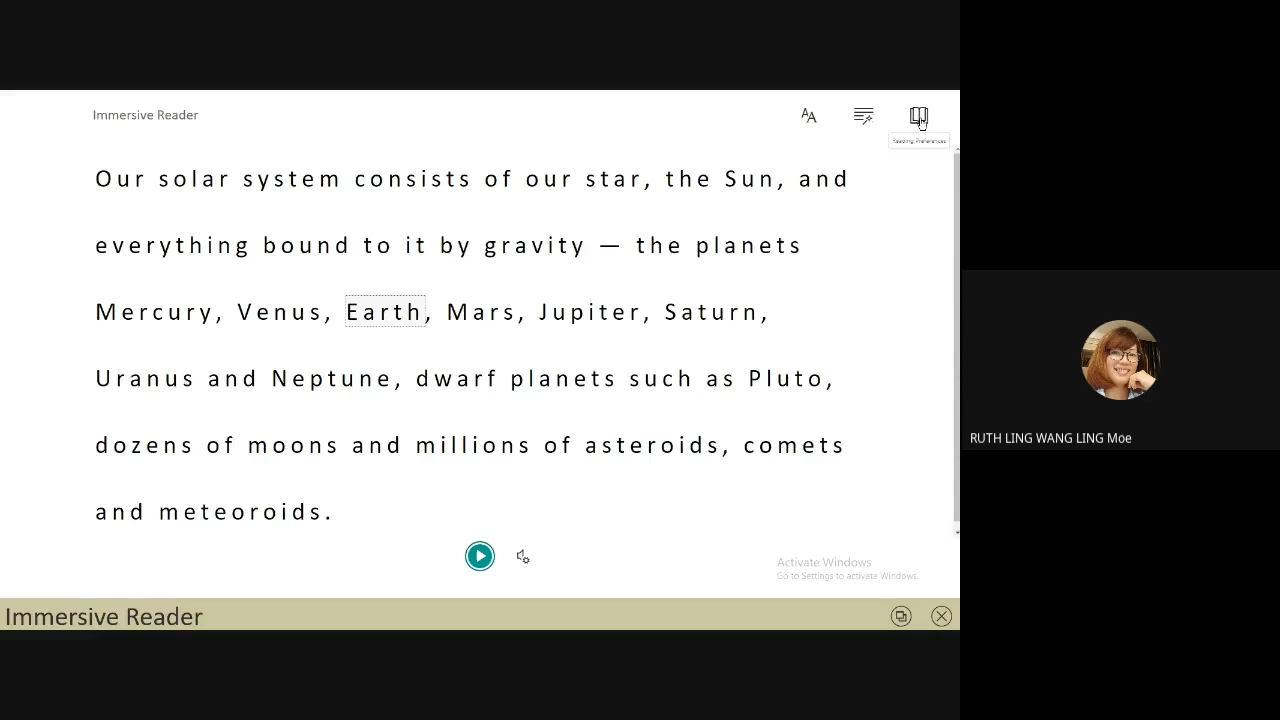 Immersive Reader
AA
Reading Preferences
Our solar system consists of our star, the Sun, and
everything bound to it by gravity — the planets
Mercury, Venus, Earth, Mars, Jupiter, Saturn,
Uranus and Neptune, dwarf planets such as Pluto,
dozens of moons and millions of asteroids, comets
and meteoroids.
Activate Windows
Go to Settings to activate Windows.
Immersive Reader
RUTH LING WANG LING Moe